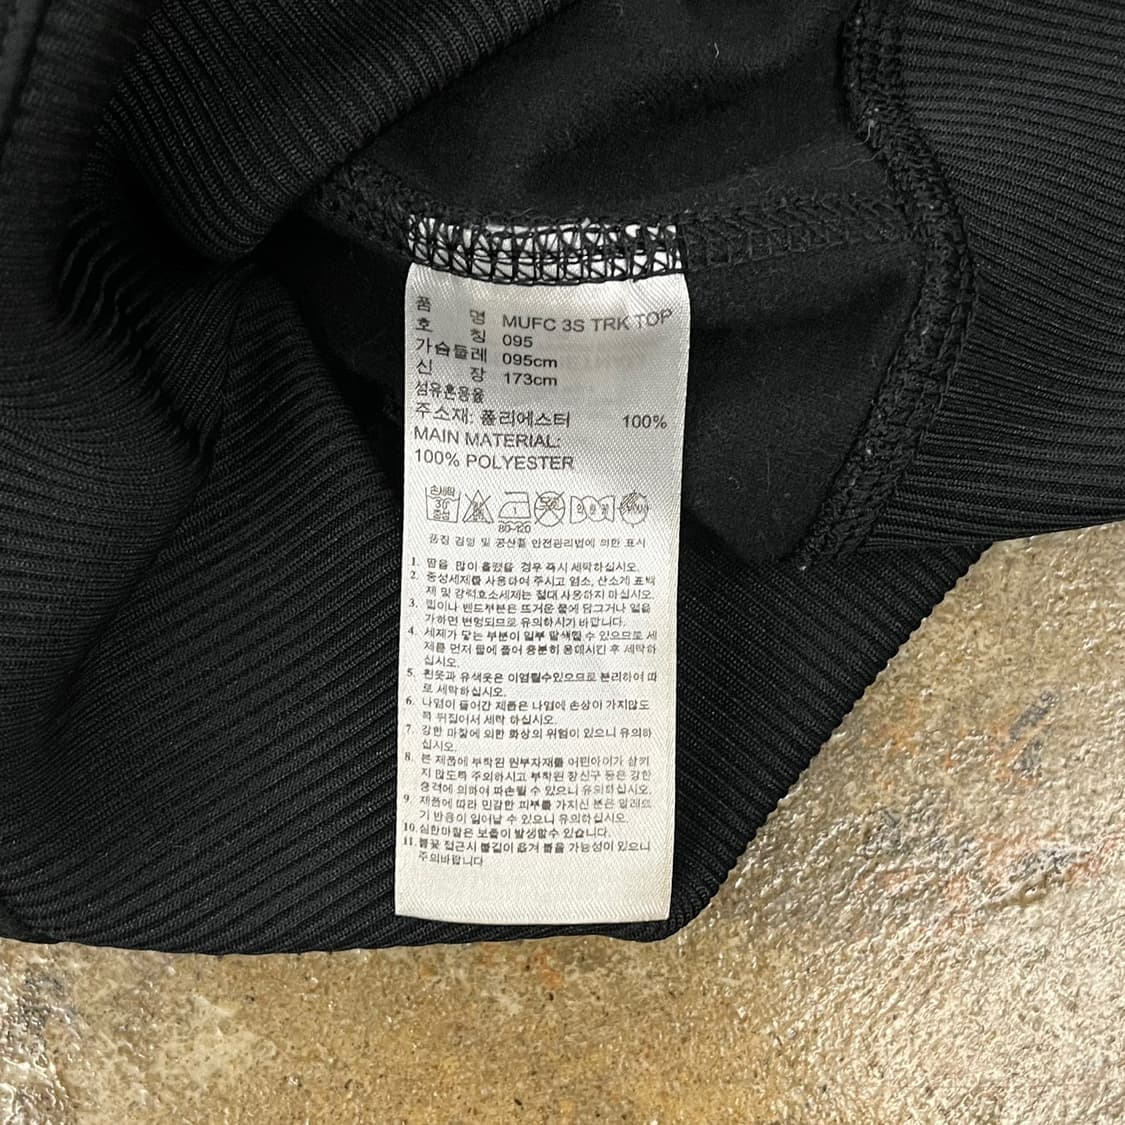 품 명 MUFC 3S TRK TOP
호 칭 095
가슴둘레 095cm
신 장 173cm
섬유혼용율
주소재: 폴리에스터 100%
MAIN MATERIAL:
100% POLYESTER
손세탁
30
중성
80-120
품질 경영 및 공산품 안전관리법에 의한 표시
1. 땀을 많이 흘렸을 경우 즉시 세탁하십시오.
2. 중성세제를 사용하여 주시고 염소, 산소계 표백
제 및 강력효소세제는 절대 사용하지 마십시오.
3. 립이나 밴드부분은 뜨거운 물에 담그거나 열을
가하면 변형되므로 유의하시기 바랍니다.
4. 세제가 닿는 부분이 일부 탈색될 수 있으므로 세
제를 먼저 물에 풀어 충분히 용해시킨 후 세탁하
십시오.
5. 흰옷과 유색옷은 이염될수있으므로 분리하여 따
로 세탁하십시오.
6. 나염이 들어간 제품은 나염에 손상이 가지않도
록 뒤집어서 세탁 하십시오.
7. 강한 마찰에 의한 화상의 위험이 있으니 유의하
십시오.
8. 본 제품에 부착된 원부자재를 어린아이가 삼키
지 않도록 주의하시고 부착된 장신구 등은 강한
충격에 의하여 파손될 수 있으니 유의하십시오.
9. 제품에 따라 민감한 피부를 가지신 분은 알레르
기 반응이 일어날 수 있으니 유의하십시오.
10. 심한마찰은 보풀이 발생할수 있습니다.
11. 불꽃 접근시 불길이 옮겨 붙을 가능성이 있으니
주의바랍니다